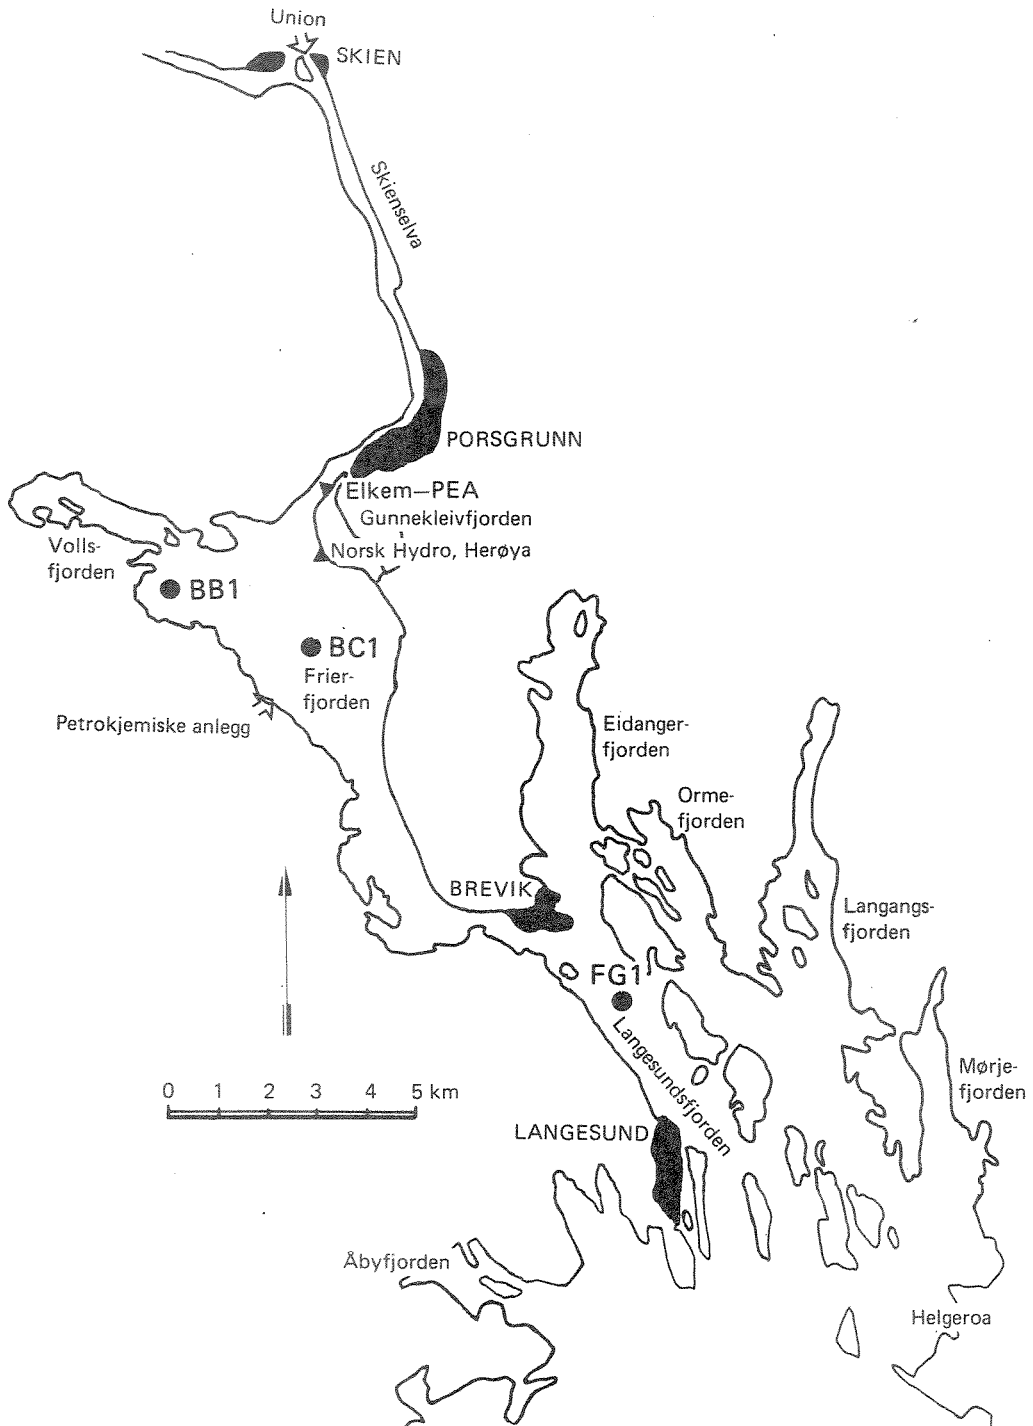 Union
SKIEN
Skienselva
PORSGRUNN
Elkem—PEA
Gunnekleivfjorden
Norsk Hydro, Herøya
Volls-
fjorden
BB1
BC1
Frier-
fjorden
Petrokjemiske anlegg
Eidanger-
fjorden
Orme-
fjorden
BREVIK
Langangs-
fjorden
FG1
Langesundsfjorden
Mørje-
fjorden
0 1 2 3 4 5 km
LANGESUND
Åbyfjorden
Helgeroa